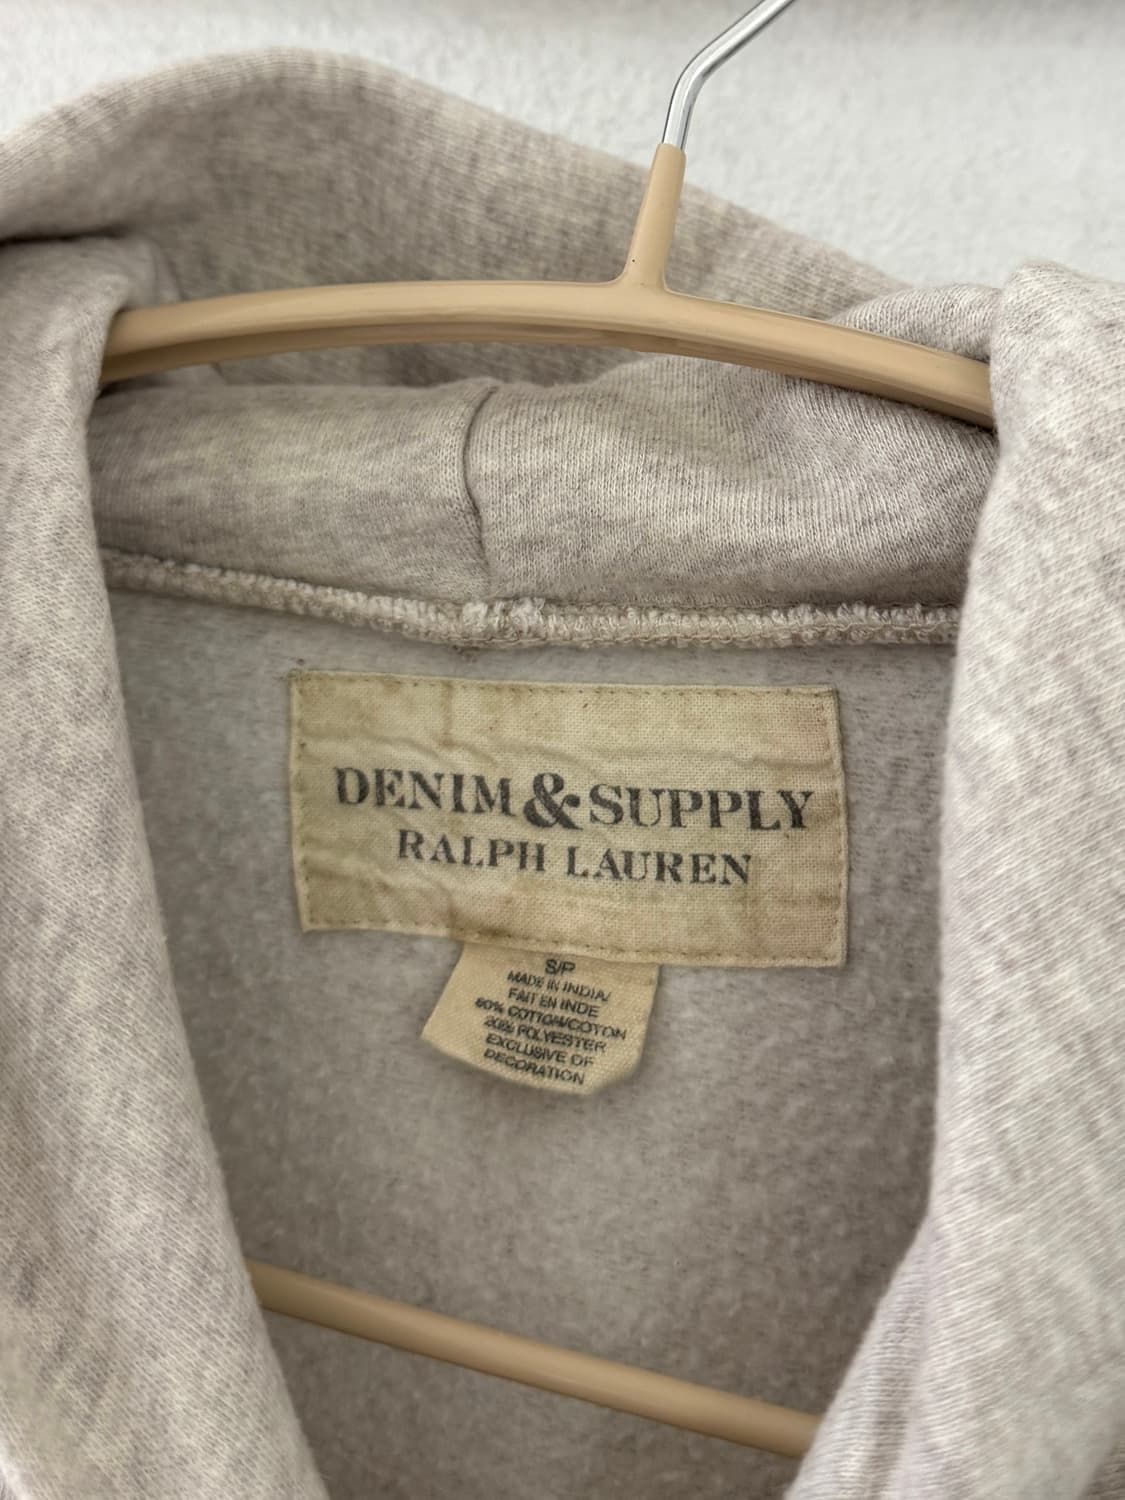 DENIM & SUPPLY
RALPH LAUREN
S/P
MADE IN INDIA/
FAIT EN INDE
80% COTTON/COTON
20% POLYESTER
EXCLUSIVE OF
DECORATION